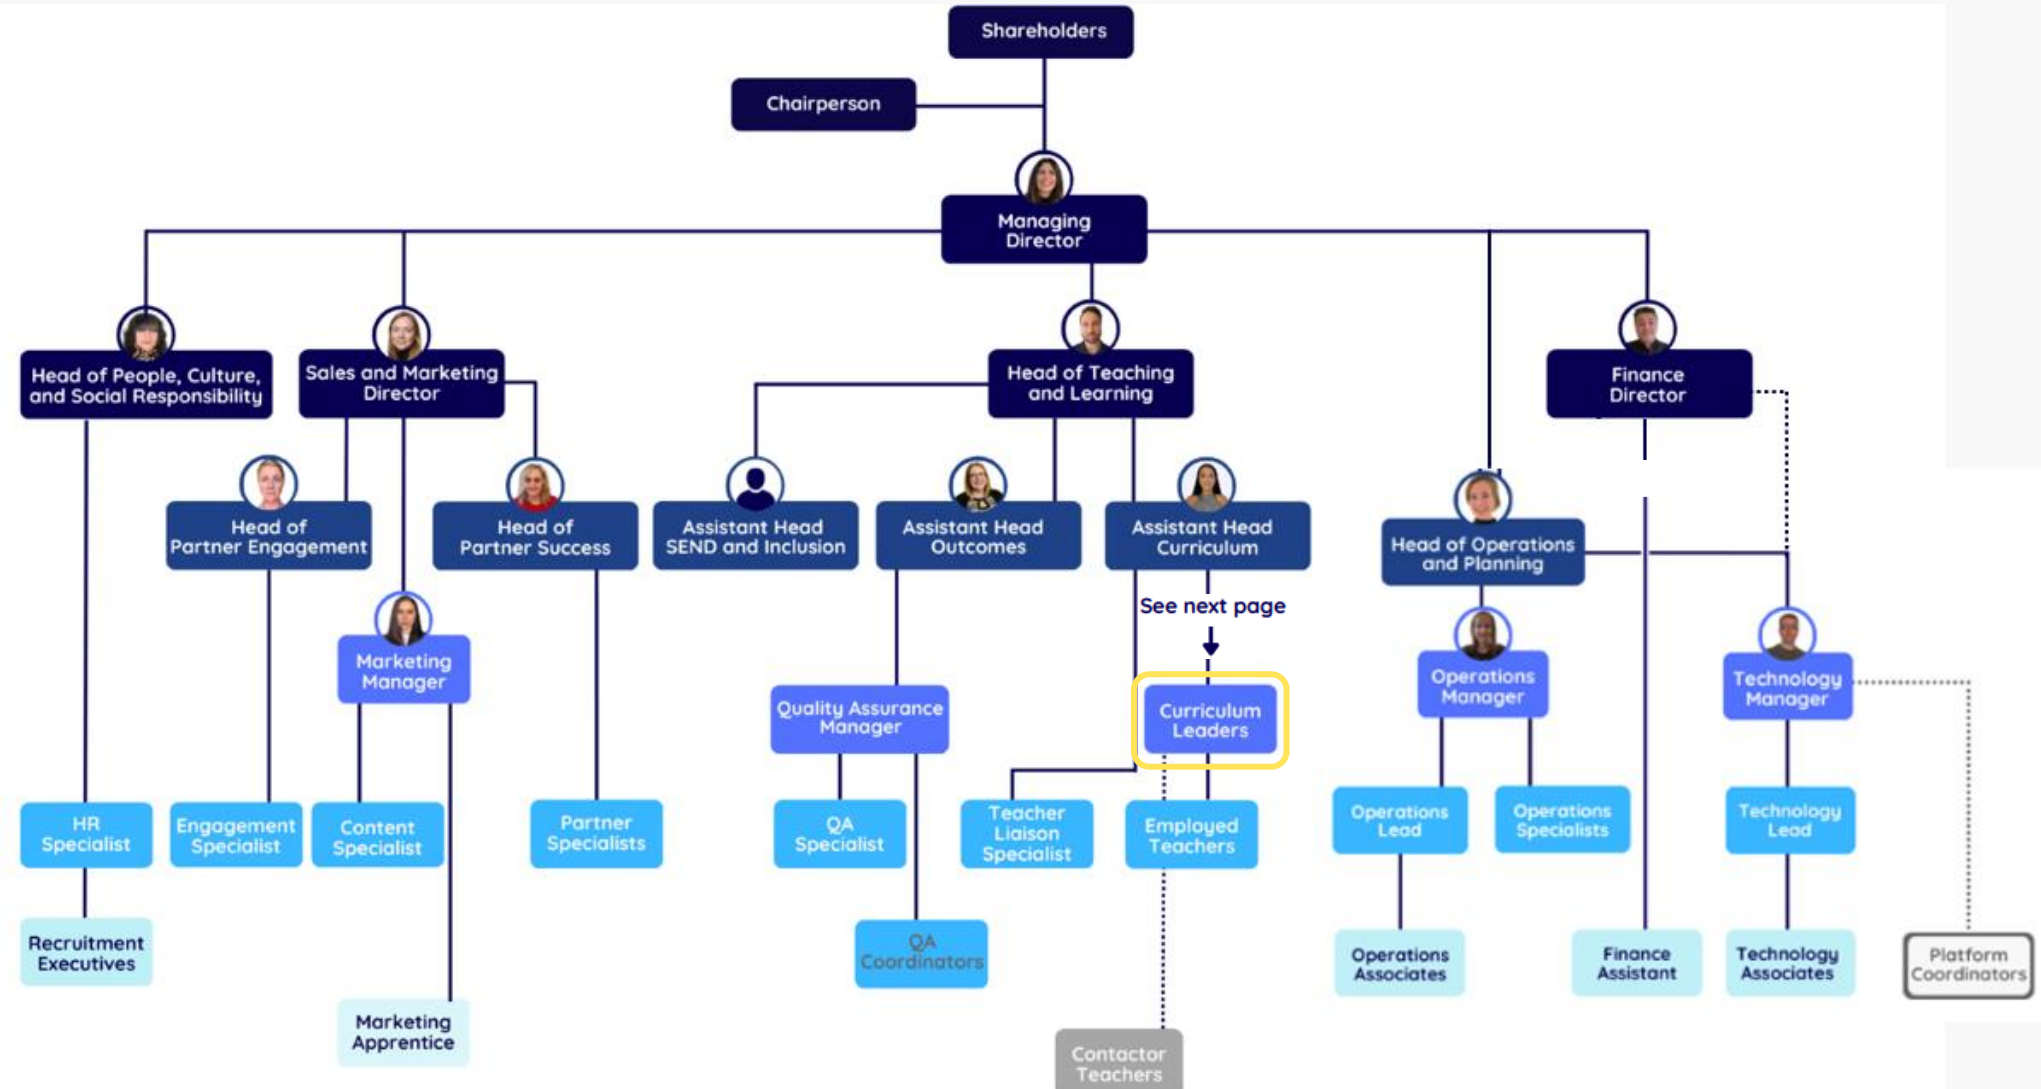 Shareholders
Chairperson
Managing
Director
Head of People, Culture,
and Social Responsibility
Sales and Marketing
Director
Head of Teaching
and Learning
Finance
Director
Head of
Partner Engagement
Head of
Partner Success
Assistant Head
SEND and Inclusion
Assistant Head
Outcomes
Assistant Head
Curriculum
Head of Operations
and Planning
See next page
Marketing
Manager
Quality Assurance
Manager
Curriculum
Leaders
Operations
Manager
Technology
Manager
HR
Specialist
Engagement
Specialist
Content
Specialist
Partner
Specialists
QA
Specialist
Teacher
Liaison
Specialist
Employed
Teachers
Operations
Lead
Operations
Specialists
Technology
Lead
Recruitment
Executives
QA
Coordinators
Operations
Associates
Finance
Assistant
Technology
Associates
Platform
Coordinators
Marketing
Apprentice
Contactor
Teachers